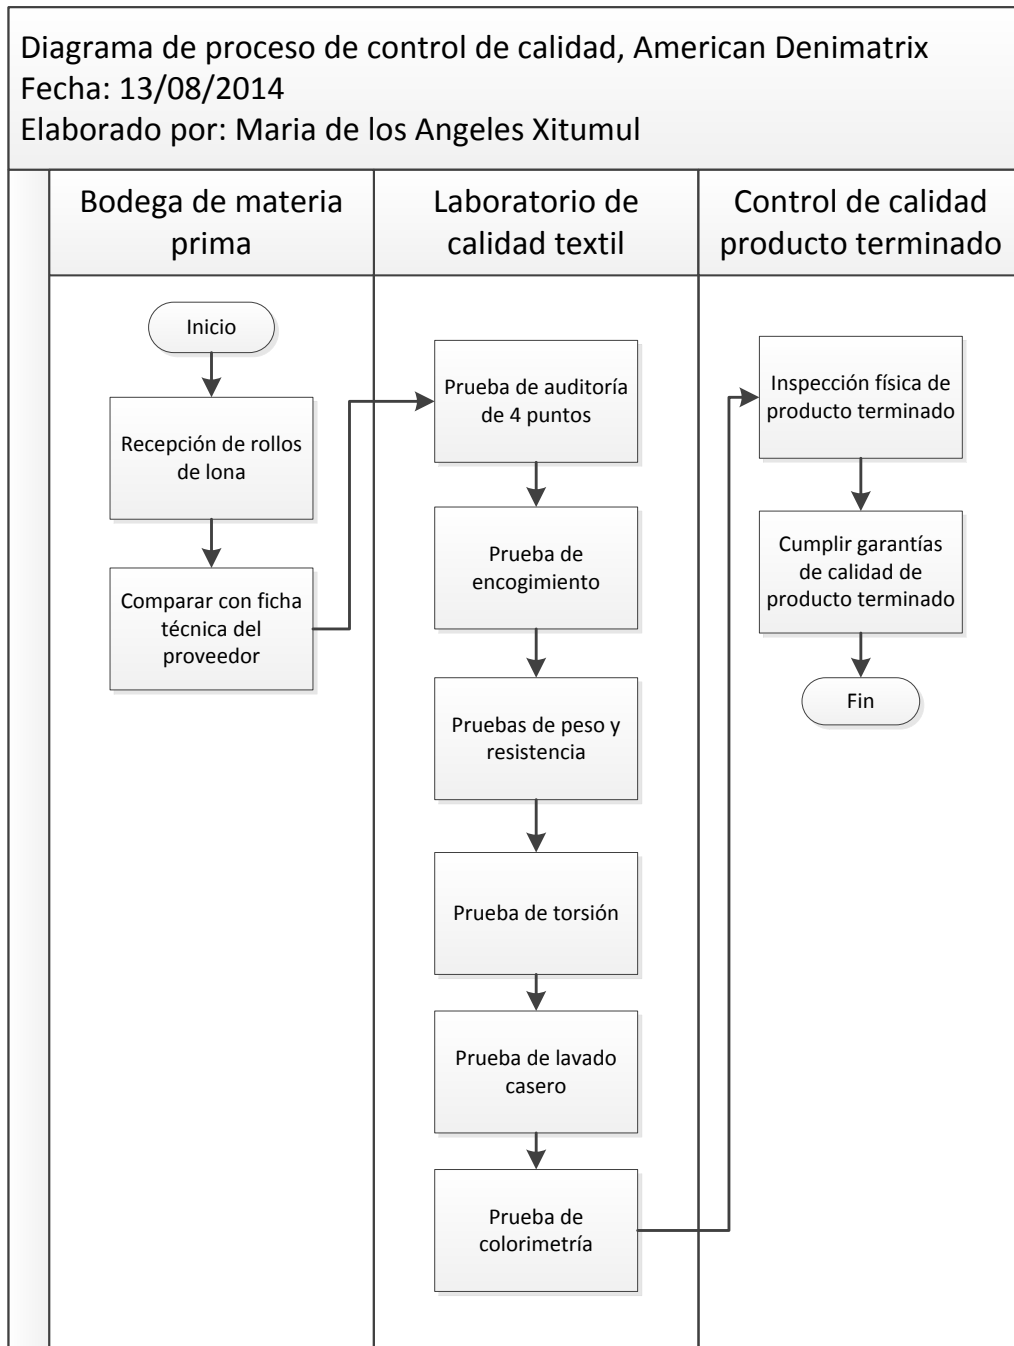 Diagrama de proceso de control de calidad, American Denimatrix
Fecha: 13/08/2014
Elaborado por: Maria de los Angeles Xitumul
Bodega de materia
prima
Laboratorio de
calidad textil
Control de calidad
producto terminado
Inicio
Recepción de rollos
de lona
Comparar con ficha
técnica del
proveedor
Prueba de auditoría
de 4 puntos
Prueba de
encogimiento
Pruebas de peso y
resistencia
Prueba de torsión
Prueba de lavado
casero
Prueba de
colorimetría
Inspección física de
producto terminado
Cumplir garantías
de calidad de
producto terminado
Fin